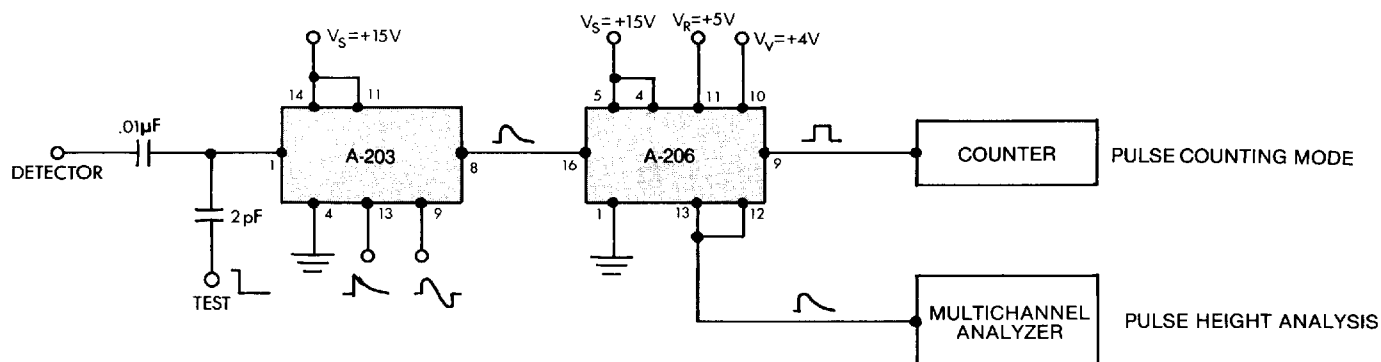 V_S=+15V
V_S=+15V
V_R=+5V
V_V=+4V
14
11
5
4
11
10
.01µF
A-203
A-206
COUNTER
PULSE COUNTING MODE
DETECTOR
1
8
16
9
2 pF
4
13
9
1
13
12
TEST
MULTICHANNEL
ANALYZER
PULSE HEIGHT ANALYSIS